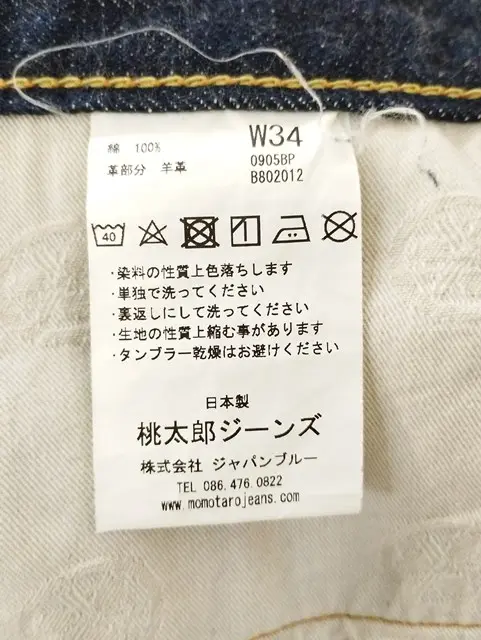 綿 100%
革部分 羊革
W34
0905BP
B802012
40
・染料の性質上色落ちします
・単独で洗ってください
・裏返しにして洗ってください
・生地の性質上縮む事があります
・タンブラー乾燥はお避けください
日本製
桃太郎ジーンズ
株式会社 ジャパンブルー
TEL 086.476.0822
www.momotarojeans.com